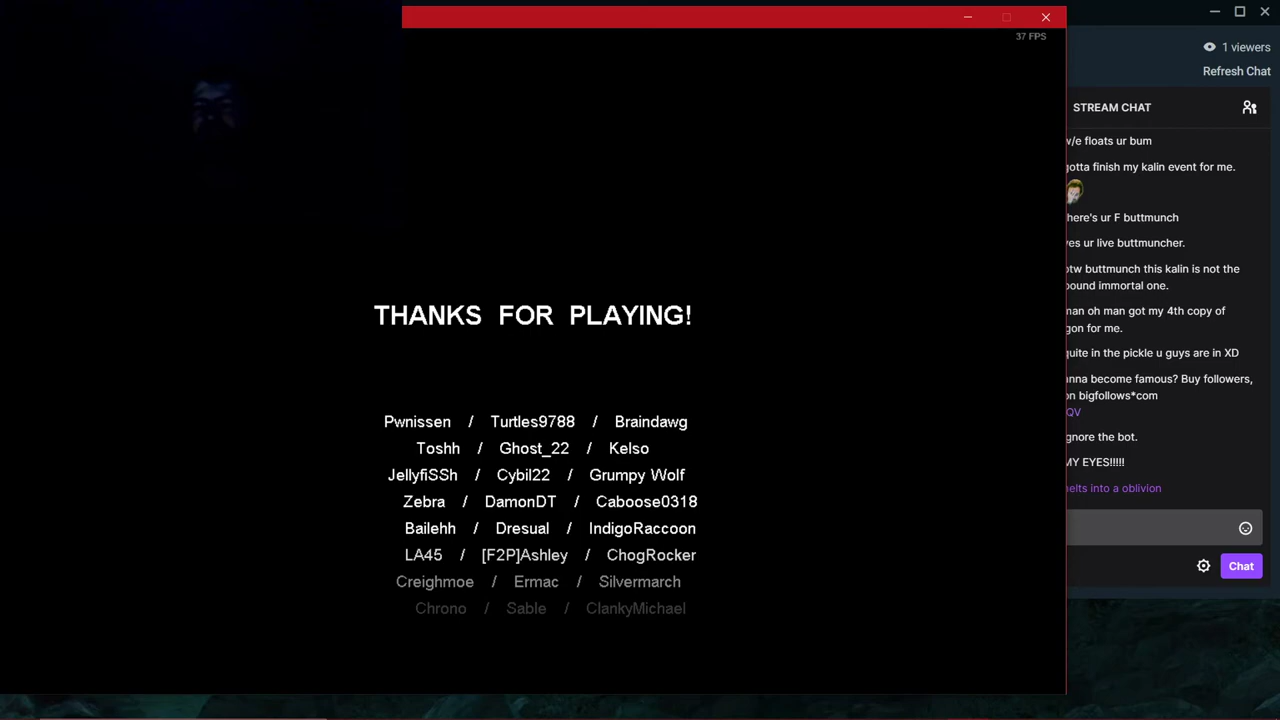 37 FPS
THANKS FOR PLAYING!
Pwnissen / Turtles9788 / Braindawg
Toshh / Ghost_22 / Kelso
JellyfiSSh / Cybil22 / Grumpy Wolf
Zebra / DamonDT / Caboose0318
Bailehh / Dresual / IndigoRaccoon
LA45 / [F2P]Ashley / ChogRocker
Creighmoe / Ermac / Silvermarch
Chrono / Sable / ClankyMichael
1 viewers
Refresh Chat
STREAM CHAT
w/e floats ur bum
gotta finish my kalin event for me.
here's ur F buttmunch
yes ur live buttmuncher.
btw buttmunch this kalin is not the
bound immortal one.
man oh man got my 4th copy of
gon for me.
quite in the pickle u guys are in XD
anna become famous? Buy followers,
on bigfollows*com
QV
gnore the bot.
MY EYES!!!!!
elts into a oblivion
Chat